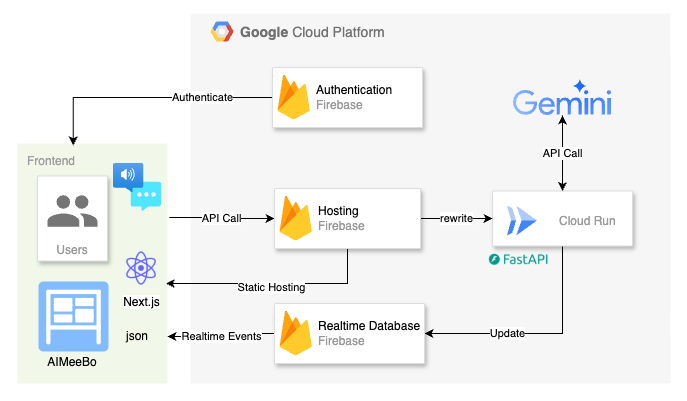 Google Cloud Platform
Authentication
Firebase
Authenticate
Gemini
API Call
Frontend
Users
API Call
Hosting
Firebase
rewrite
Cloud Run
FastAPI
Static Hosting
Next.js
Realtime Database
Firebase
Realtime Events
Update
json
AIMeeBo